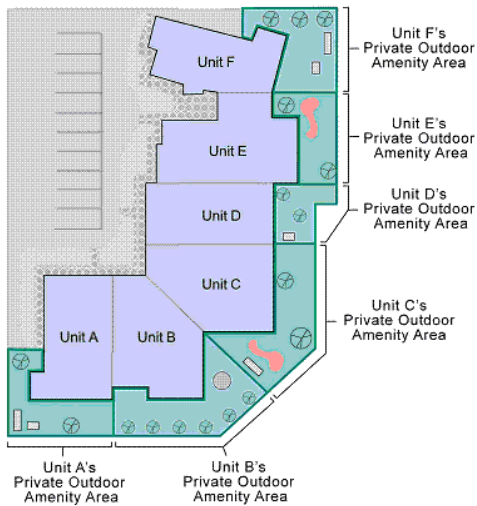 Unit F
Unit F's
Private Outdoor
Amenity Area
Unit E
Unit E's
Private Outdoor
Amenity Area
Unit D
Unit D's
Private Outdoor
Amenity Area
Unit C
Unit C's
Private Outdoor
Amenity Area
Unit A
Unit B
Unit A's
Private Outdoor
Amenity Area
Unit B's
Private Outdoor
Amenity Area